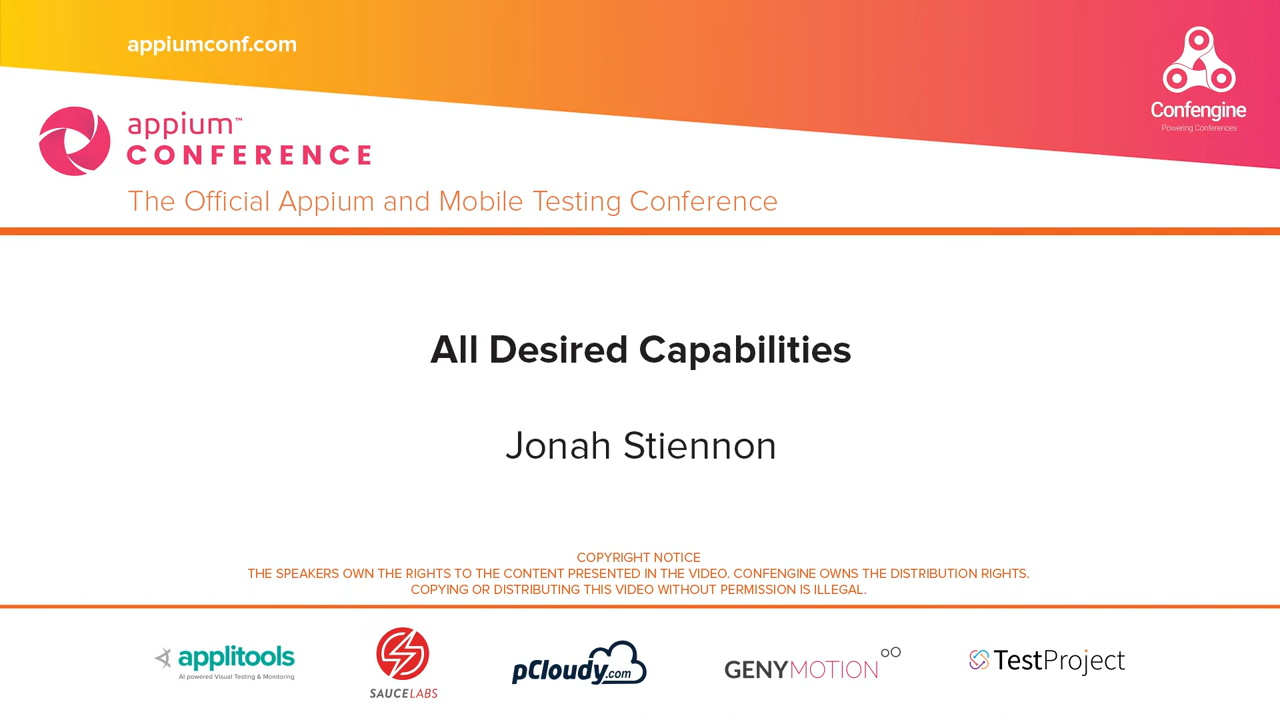 appiumconf.com
Confengine
Powering Conferences
appium™
CONFERENCE
The Official Appium and Mobile Testing Conference
All Desired Capabilities
Jonah Stiennon
COPYRIGHT NOTICE
THE SPEAKERS OWN THE RIGHTS TO THE CONTENT PRESENTED IN THE VIDEO. CONFENGINE OWNS THE DISTRIBUTION RIGHTS.
COPYING OR DISTRIBUTING THIS VIDEO WITHOUT PERMISSION IS ILLEGAL.
applitools
AI powered Visual Testing & Monitoring
SAUCELABS
pCloudy.com
GENYMOTION
TestProject